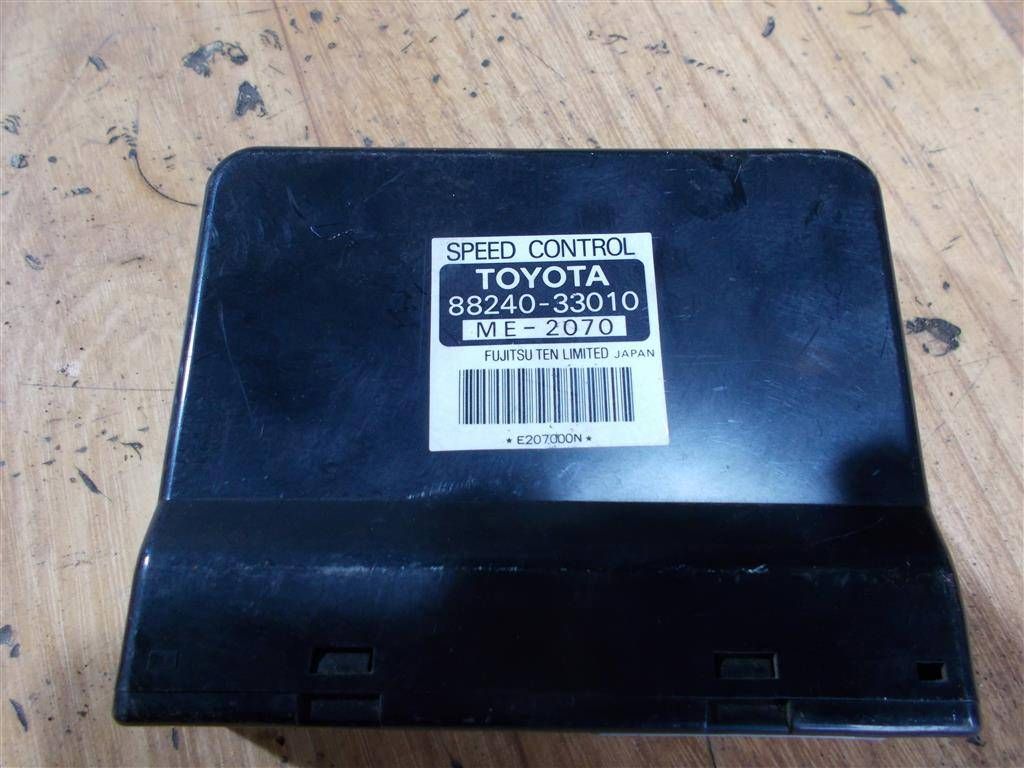 SPEED CONTROL
TOYOTA
88240-33010
ME-2070
FUJITSU TEN LIMITED JAPAN
★ E207000N ★